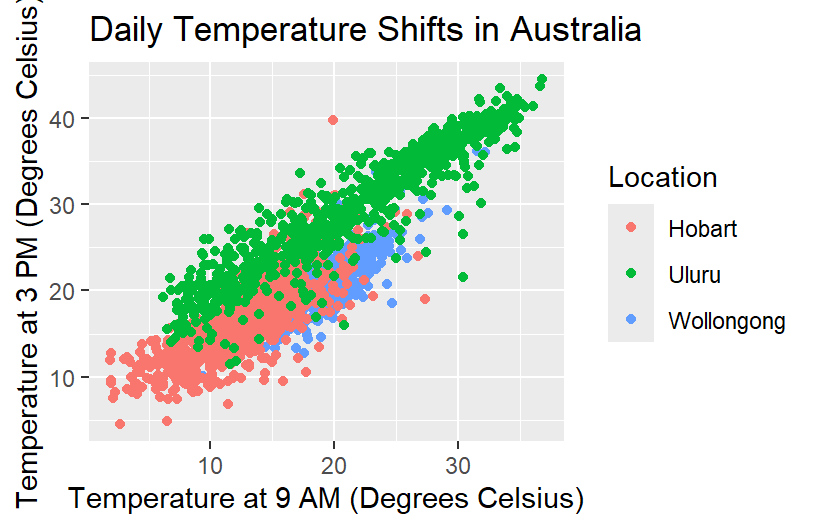 Daily Temperature Shifts in Australia
Temperature at 3 PM (Degrees Celsius)
40
30
20
10
10 20 30
Temperature at 9 AM (Degrees Celsius)
Location
Hobart
Uluru
Wollongong